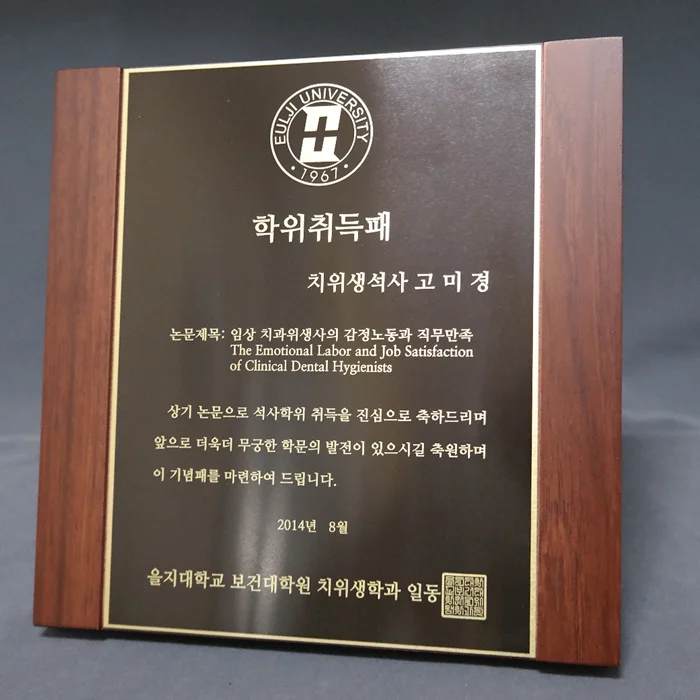 EULJI UNIVERSITY
1967
학위취득패
치위생석사 고 미 경
논문제목: 임상 치과위생사의 감정노동과 직무만족
The Emotional Labor and Job Satisfaction
of Clinical Dental Hygienists
상기 논문으로 석사학위 취득을 진심으로 축하드리며
앞으로 더욱더 무궁한 학문의 발전이 있으시길 축원하며
이 기념패를 마련하여 드립니다.
2014년 8월
을지대학교 보건대학원 치위생학과 일동